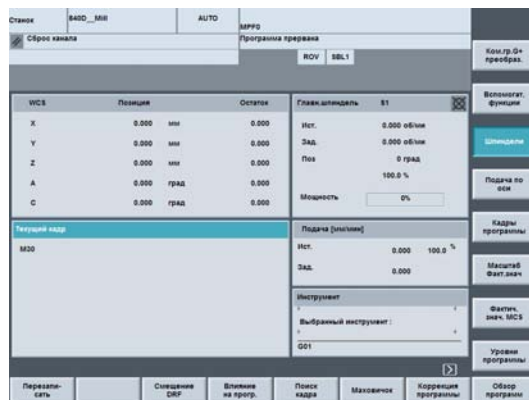 Станок 840D__Mill AUTO MPF0
Сброс канала Программа прервана
ROV SBL1
WCS Позиция Остаток
X 0.000 мм 0.000
Y 0.000 мм 0.000
Z 0.000 мм 0.000
A 0.000 град 0.000
C 0.000 град 0.000
Главн.шпиндель S1
Ист. 0.000 об/мин
Зад. 0.000 об/мин
Поз 0 град
100.0 %
Мощность 0%
Текущий кадр
M30
Подача [мм/мин]
Ист. 0.000 100.0 %
Зад. 0.000
Инструмент
Выбранный инструмент :
G01
Ком.гр.G+
преобраз.
Вспомогат.
функции
Шпиндели
Подача по
оси
Кадры
программы
Масштаб
Факт.знач
Фактич.
знач. MCS
Уровни
программы
Перезапи-
сать
Смещение
DRF
Влияние
на прогр.
Поиск
кадра
Маховичок
Коррекция
программы
Обзор
программ